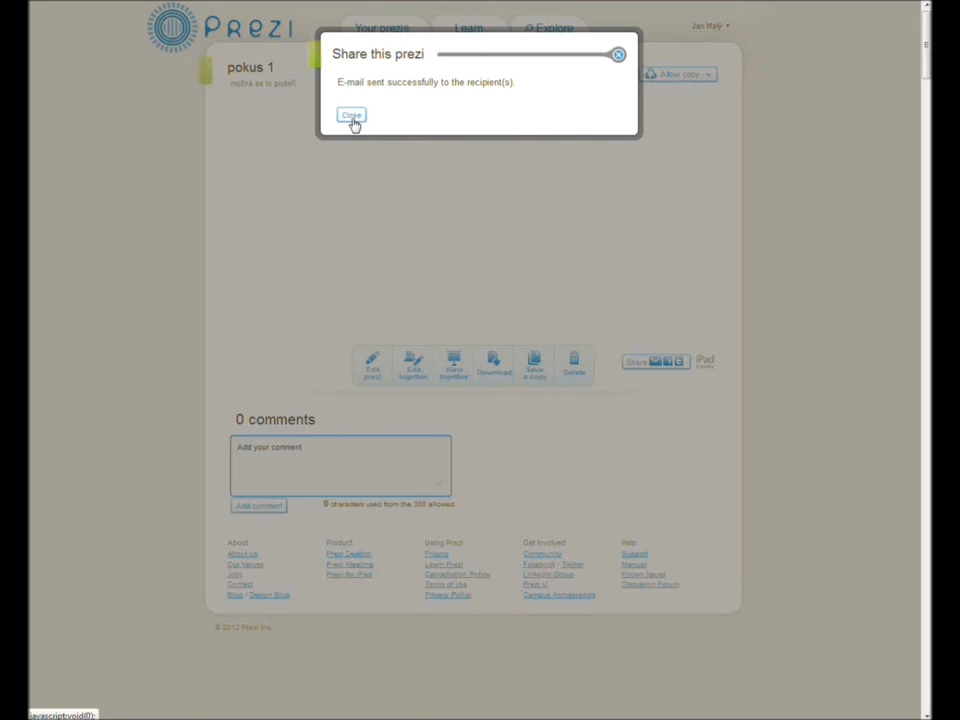 PREZI
Your prezis
Learn
Explore
Jan Malý
Share this prezi
E-mail sent successfully to the recipient(s).
Close
pokus 1
možná se to podaří
Allow copy
Edit prezi
Edit together
View together
Download
Save a copy
Delete
Share
iPad
0 comments
Add your comment
Add comment
0 characters used from the 300 allowed.
About
About Us
Our Values
Jobs
Contact
Blog / Design Blog
Product
Prezi Desktop
Prezi Meeting
Prezi for iPad
Using Prezi
Pricing
Learn Prezi
Cancellation Policy
Terms of Use
Privacy Policy
Get Involved
Community
Facebook / Twitter
LinkedIn Group
Prezi U
Campus Ambassadors
Help
Support
Manual
Known Issues
Discussion Forum
© 2012 Prezi Inc.
javascript:void(0);